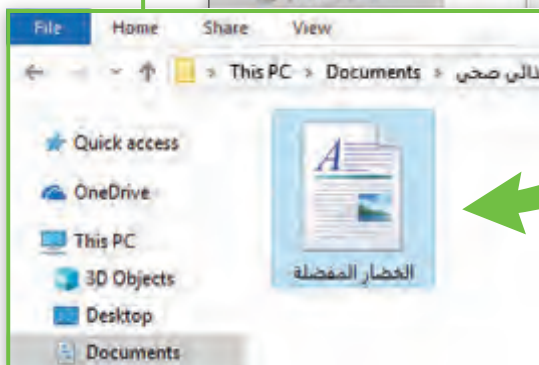 File Home Share View
This PC > Documents > صحي
Quick access
OneDrive
This PC
3D Objects
Desktop
Documents
الخضار المفضلة